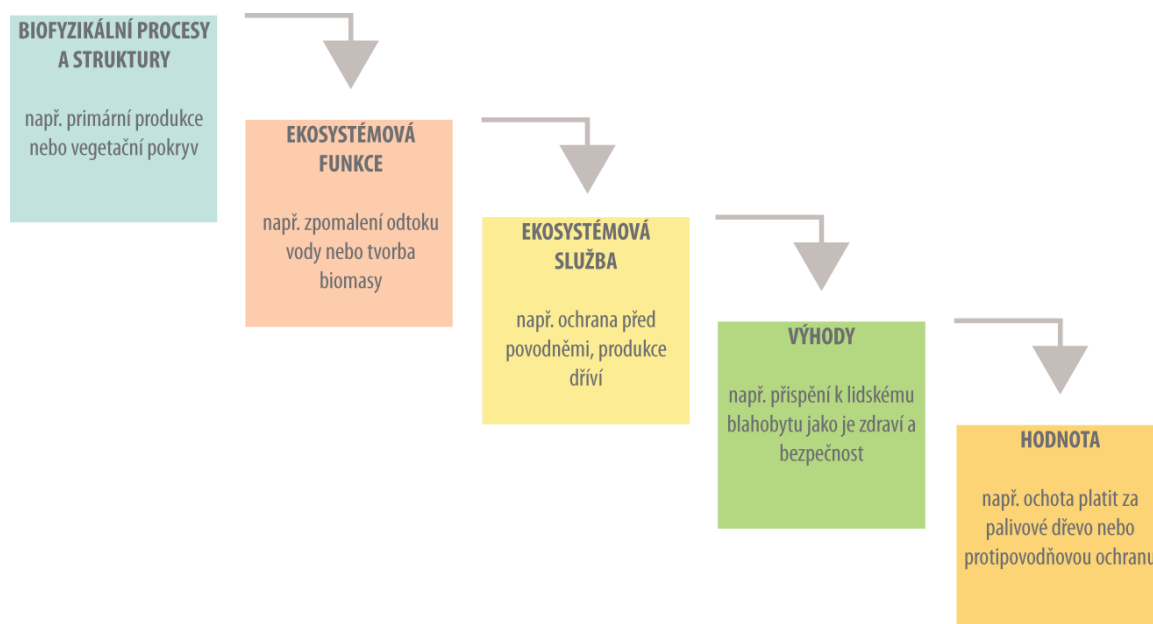 BIOFYZIKÁLNÍ PROCESY
A STRUKTURY
např. primární produkce
nebo vegetační pokryv
EKOSYSTÉMOVÁ
FUNKCE
např. zpomalení odtoku
vody nebo tvorba
biomasy
EKOSYSTÉMOVÁ
SLUŽBA
např. ochrana před
povodněmi, produkce
dříví
VÝHODY
např. přispění k lidskému
blahobytu jako je zdraví a
bezpečnost
HODNOTA
např. ochota platit za
palivové dřevo nebo
protipovodňovou ochranu